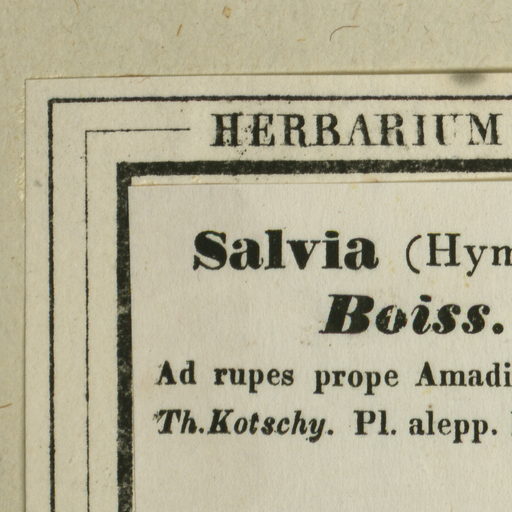 HERBARIUM
Salvia (Hym
Boiss.
Ad rupes prope Amadi
Th.Kotschy. Pl. alepp.